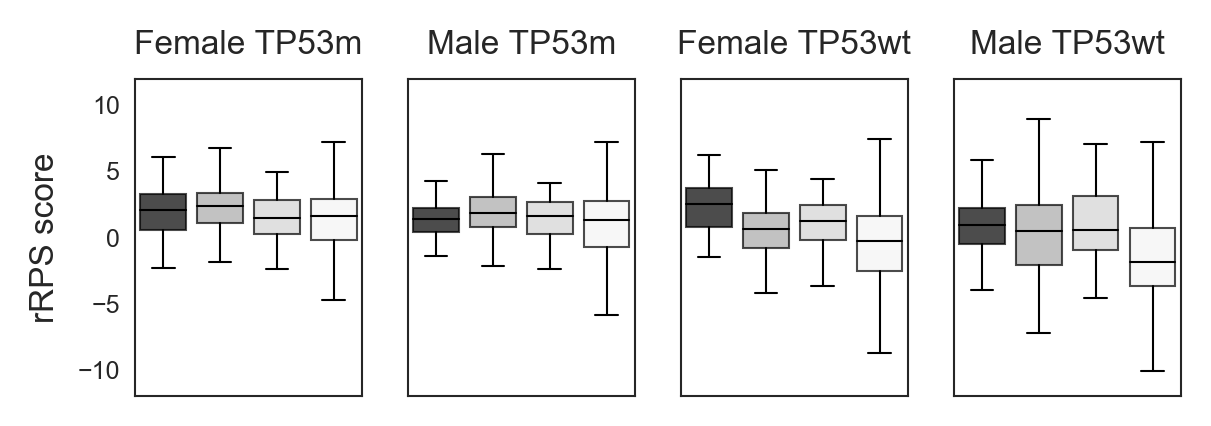 Female TP53m
Male TP53m
Female TP53wt
Male TP53wt
rRPS score
10
5
0
−5
−10